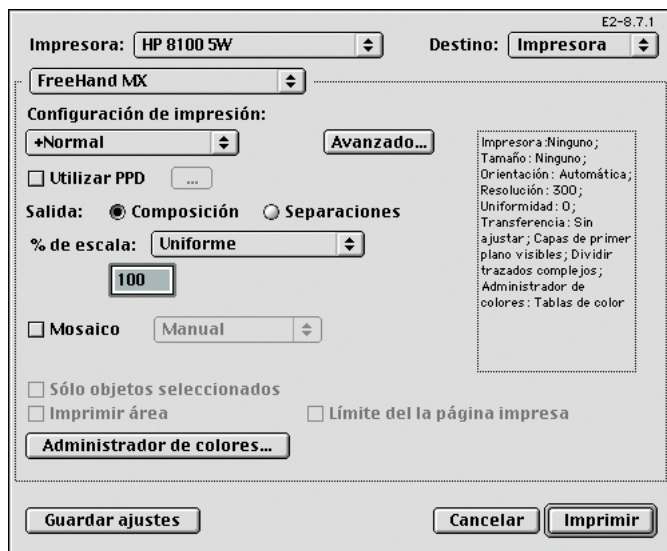 E2-8.7.1
Impresora: HP 8100 5W Destino: Impresora
FreeHand MX
Configuración de impresión:
+Normal Avanzado...
Utilizar PPD ...
Salida: Composición Separaciones
% de escala: Uniforme
100
Mosaico Manual
Impresora :Ninguno;
Tamaño : Ninguno;
Orientación : Automática;
Resolución : 300;
Uniformidad : 0;
Transferencia : Sin
ajustar ; Capas de primer
plano visibles ; Dividir
trazados complejos ;
Administrador de
colores : Tablas de color
Sólo objetos seleccionados
Imprimir área Límite del la página impresa
Administrador de colores...
Guardar ajustes Cancelar Imprimir